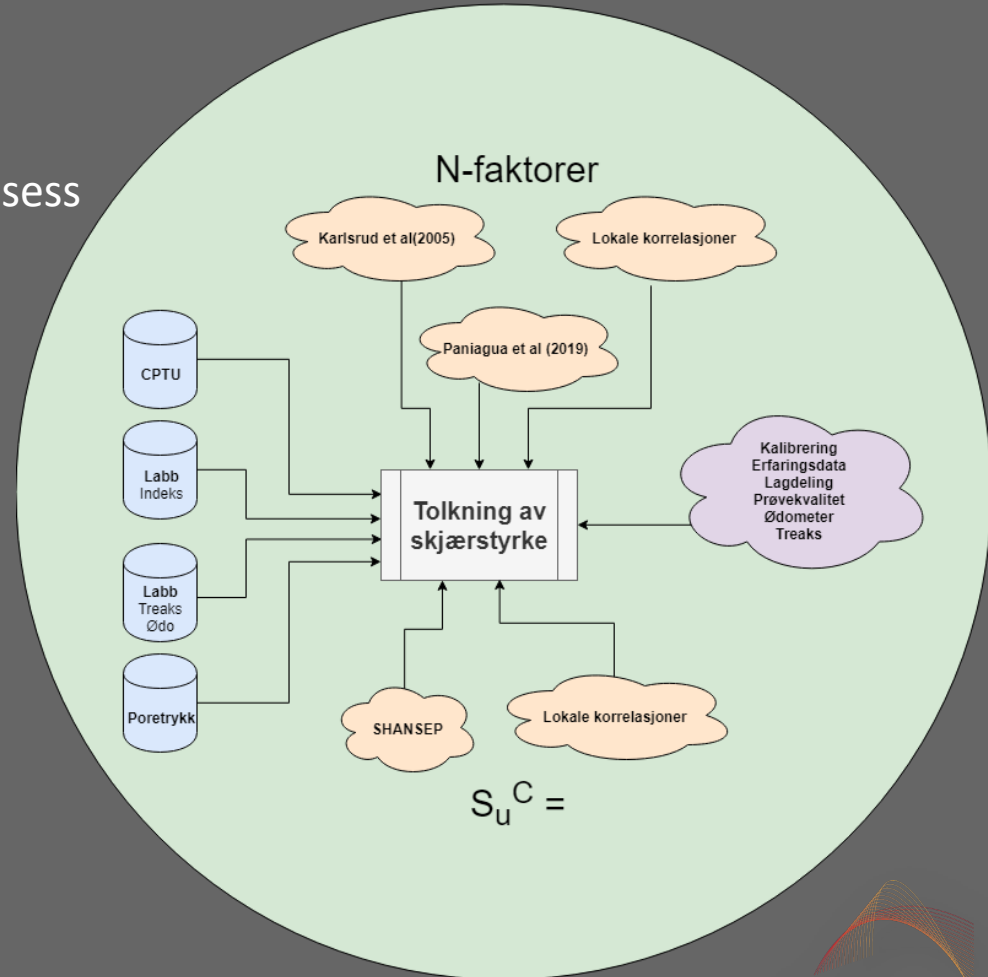 sess
N-faktorer
Karlsrud et al(2005)
Lokale korrelasjoner
Paniagua et al (2019)
CPTU
Labb
Indeks
Labb
Treaks
Ødo
Poretrykk
Tolkning av
skjærstyrke
Kalibrering
Erfaringsdata
Lagdeling
Prøvekvalitet
Ødometer
Treaks
SHANSEP
Lokale korrelasjoner
Su^C =